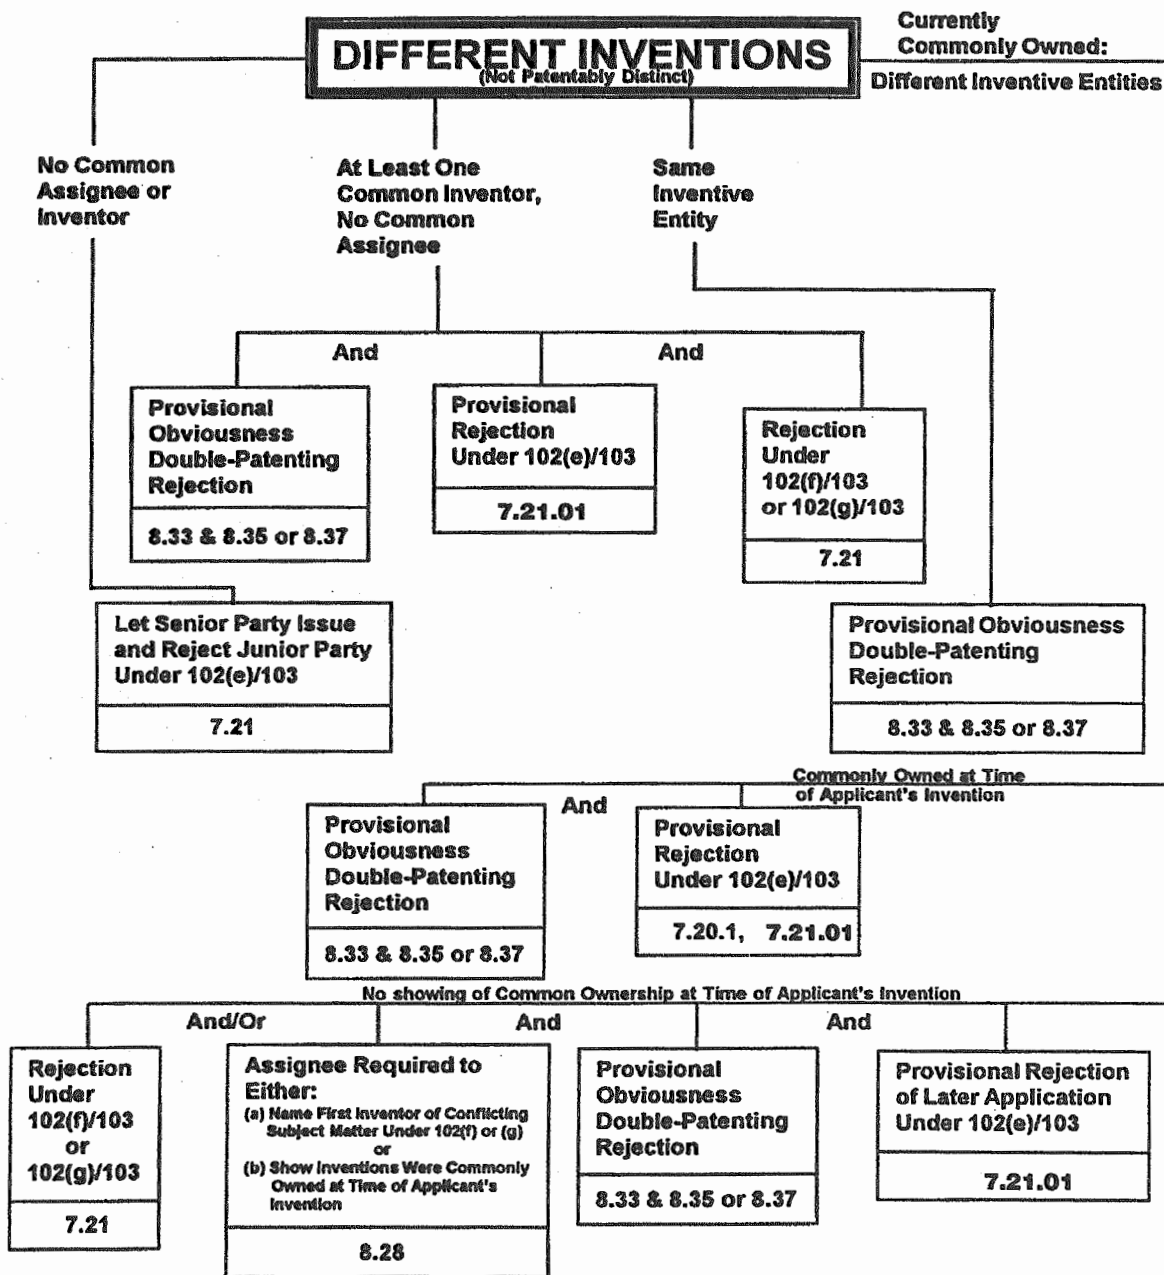 DIFFERENT INVENTIONS
(Not Patentably Distinct)
Currently
Commonly Owned:
Different Inventive Entities
No Common
Assignee or
Inventor
At Least One
Common Inventor,
No Common
Assignee
Same
Inventive
Entity
And
And
Provisional
Obviousness
Double-Patenting
Rejection
8.33 & 8.35 or 8.37
Provisional
Rejection
Under 102(e)/103
7.21.01
Rejection
Under
102(f)/103
or 102(g)/103
7.21
Let Senior Party Issue
and Reject Junior Party
Under 102(e)/103
7.21
Provisional Obviousness
Double-Patenting
Rejection
8.33 & 8.35 or 8.37
Commonly Owned at Time
of Applicant's Invention
And
Provisional
Obviousness
Double-Patenting
Rejection
8.33 & 8.35 or 8.37
Provisional
Rejection
Under 102(e)/103
7.20.1, 7.21.01
No showing of Common Ownership at Time of Applicant's Invention
And/Or
And
And
Rejection
Under
102(f)/103
or
102(g)/103
7.21
Assignee Required to
Either:
(a) Name First Inventor of Conflicting
Subject Matter Under 102(f) or (g)
or
(b) Show Inventions Were Commonly
Owned at Time of Applicant's
Invention
8.28
Provisional
Obviousness
Double-Patenting
Rejection
8.33 & 8.35 or 8.37
Provisional Rejection
of Later Application
Under 102(e)/103
7.21.01